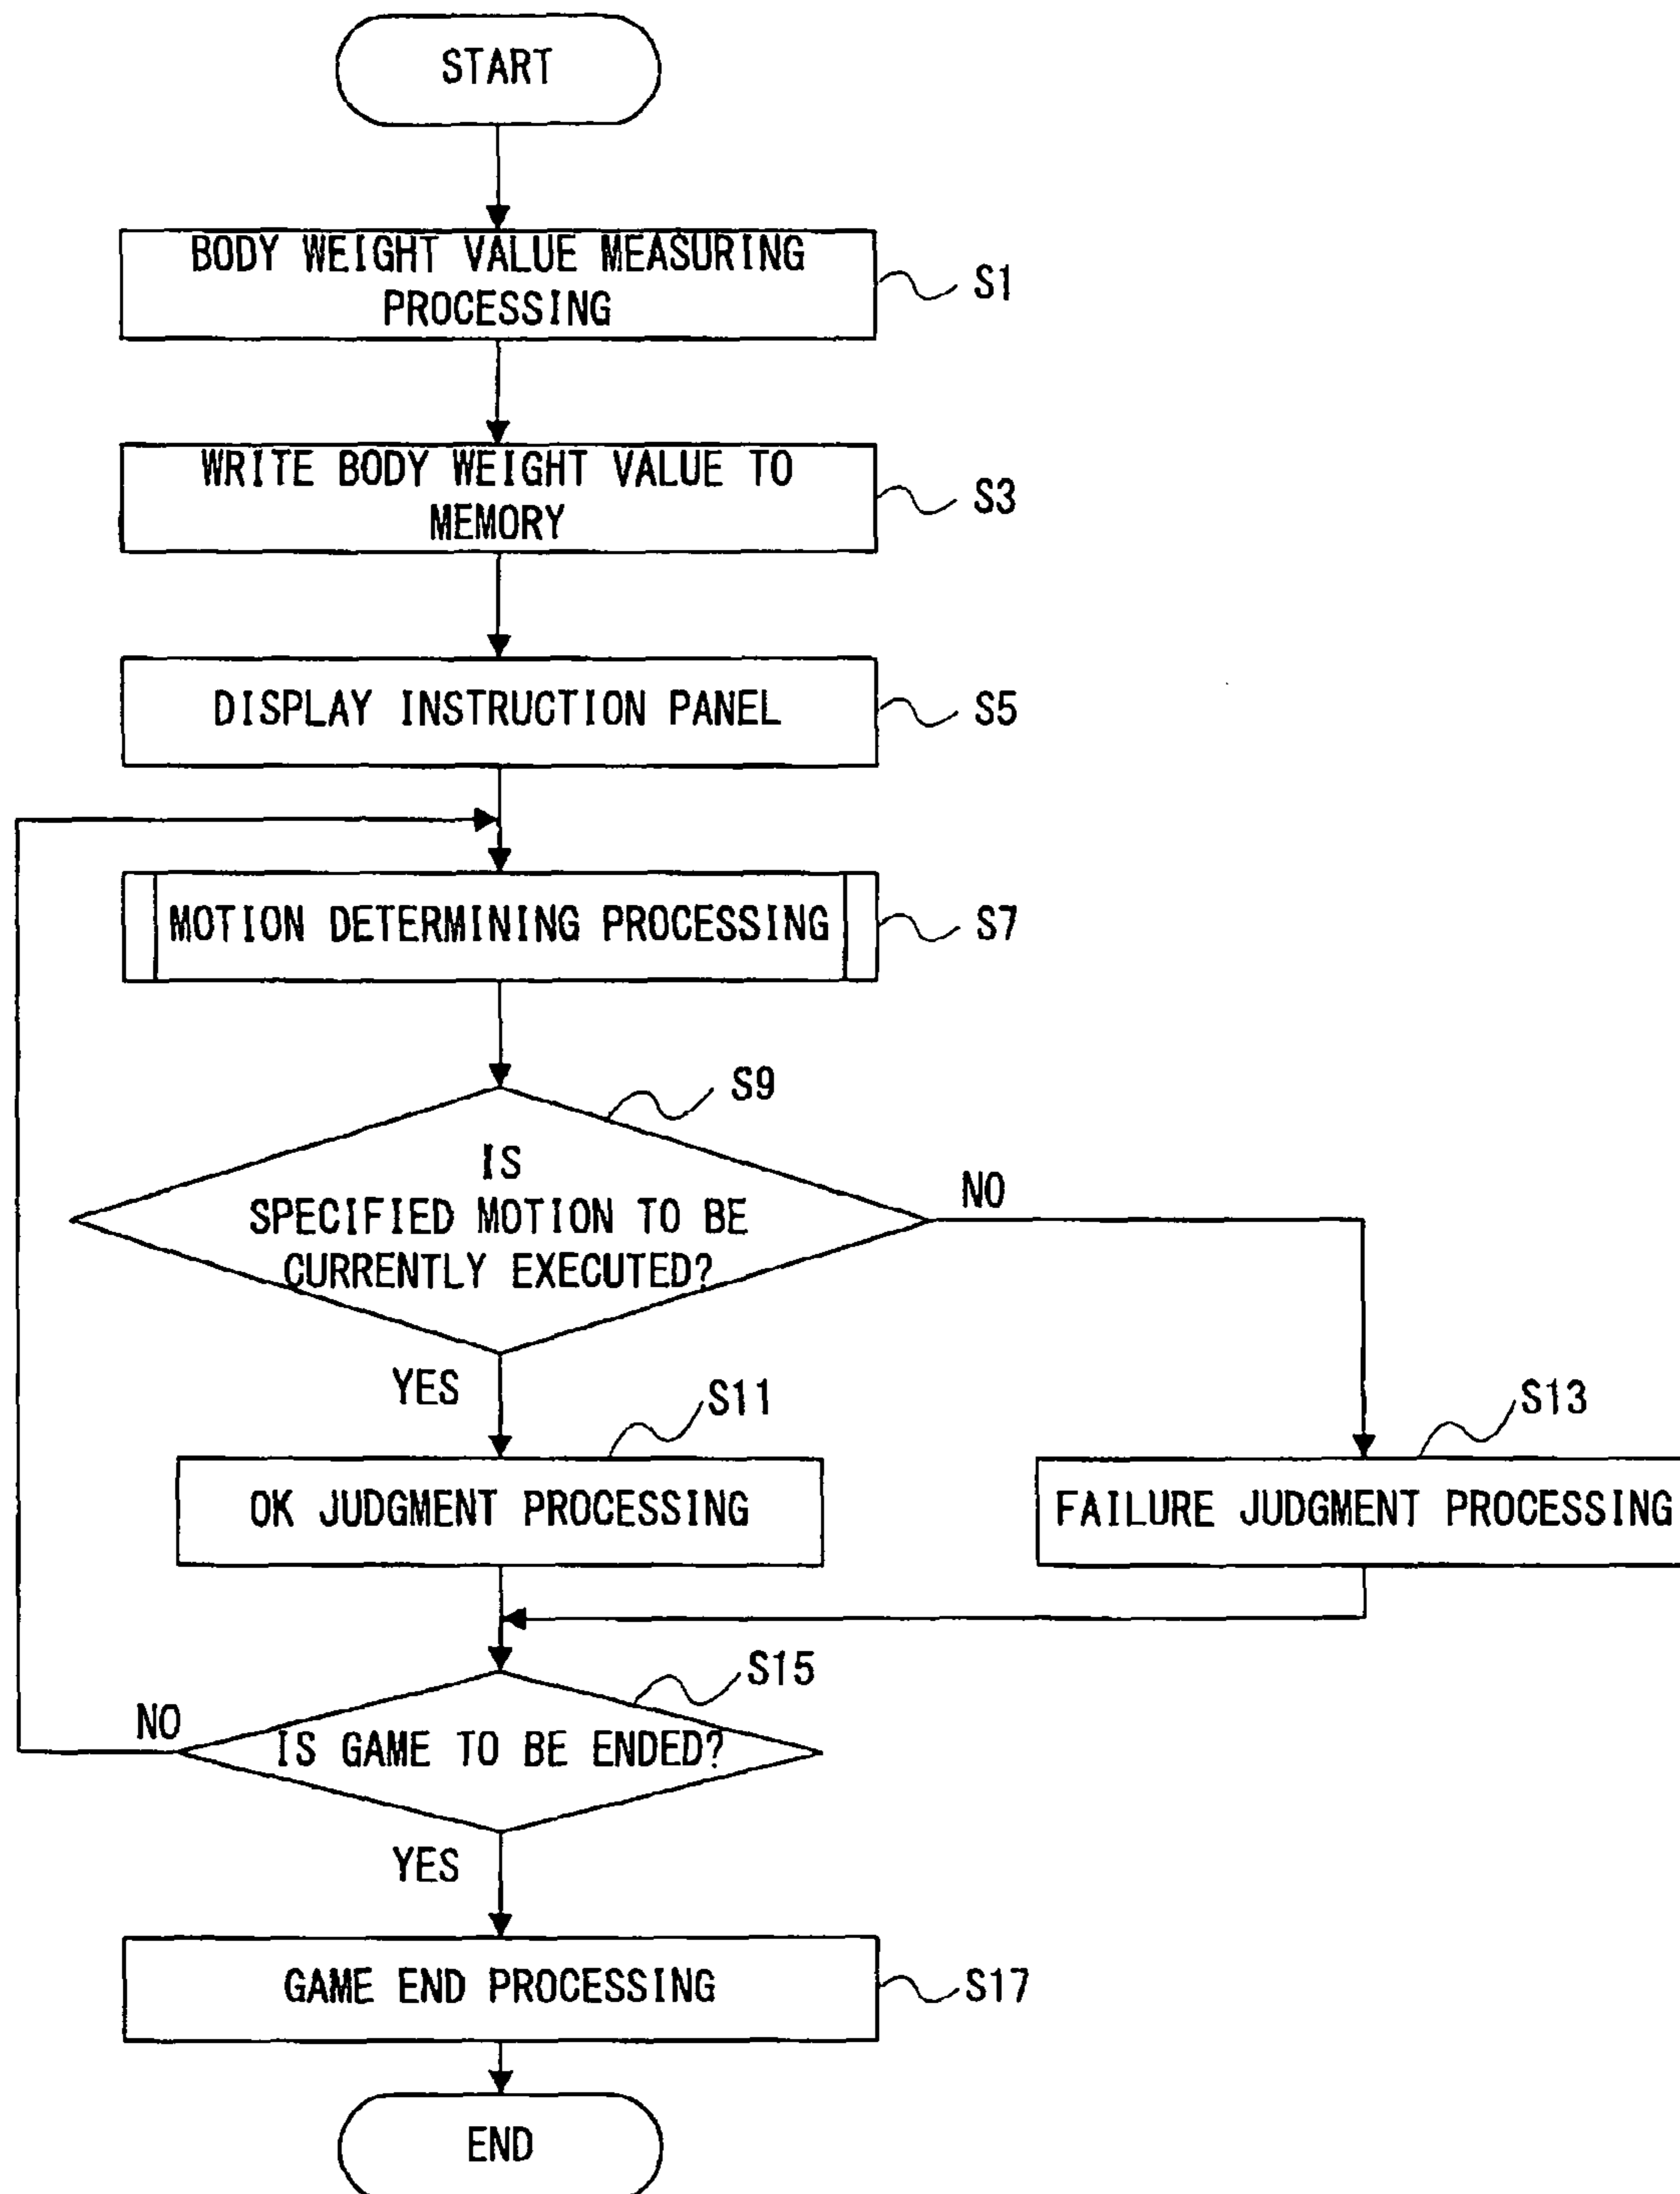 START
BODY WEIGHT VALUE MEASURING
PROCESSING
S1
WRITE BODY WEIGHT VALUE TO
MEMORY
S3
DISPLAY INSTRUCTION PANEL
S5
MOTION DETERMINING PROCESSING
S7
S9
IS
SPECIFIED MOTION TO BE
CURRENTLY EXECUTED?
NO
YES
S11
S13
OK JUDGMENT PROCESSING
FAILURE JUDGMENT PROCESSING
S15
NO
IS GAME TO BE ENDED?
YES
GAME END PROCESSING
S17
END